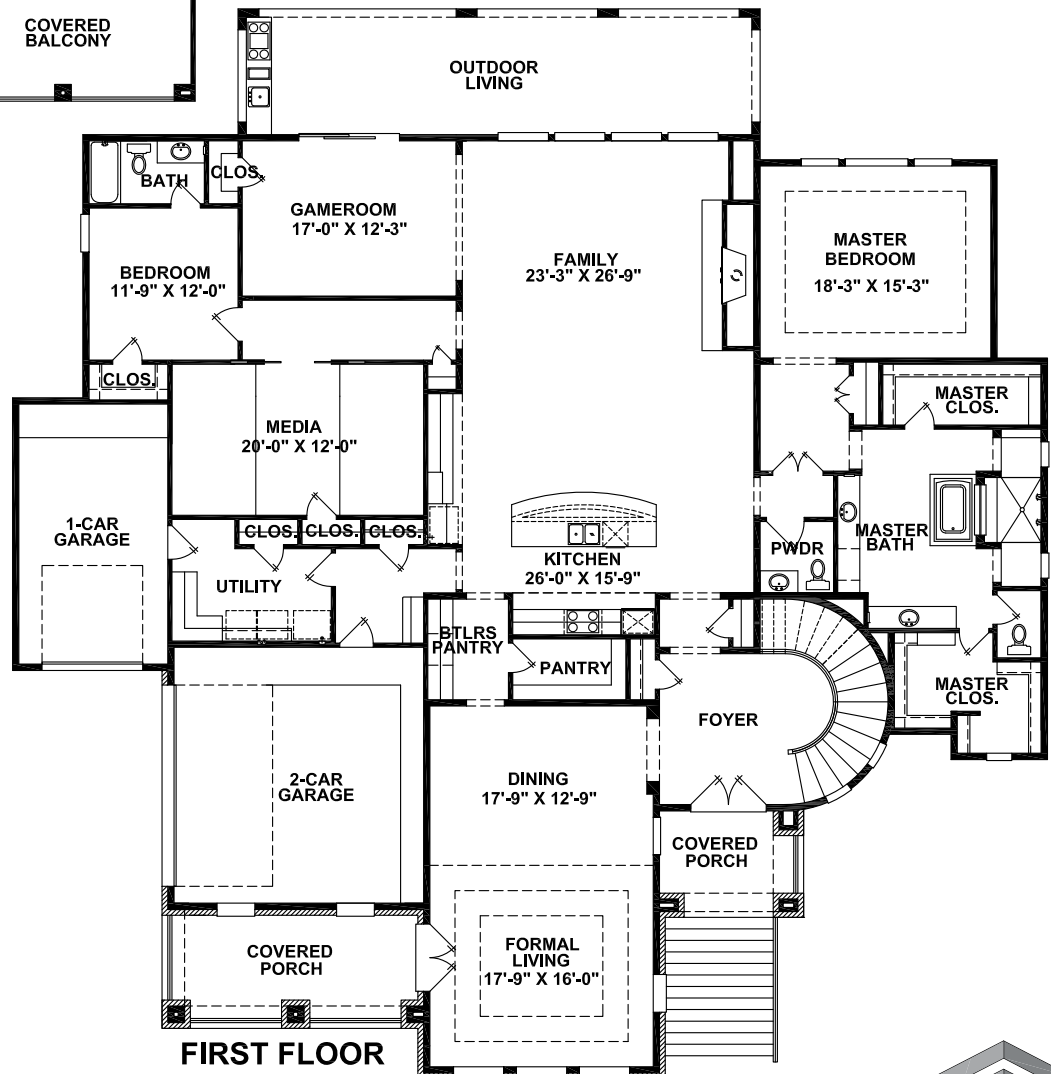 COVERED
BALCONY
OUTDOOR
LIVING
BATH
CLOS.
GAMEROOM
17'-0" X 12'-3"
BEDROOM
11'-9" X 12'-0"
FAMILY
23'-3" X 26'-9"
MASTER
BEDROOM
18'-3" X 15'-3"
CLOS.
MASTER
CLOS.
MEDIA
20'-0" X 12'-0"
1-CAR
GARAGE
CLOS.
CLOS.
CLOS.
UTILITY
KITCHEN
26'-0" X 15'-9"
PWDR
MASTER
BATH
BTLRS
PANTRY
PANTRY
MASTER
CLOS.
FOYER
2-CAR
GARAGE
DINING
17'-9" X 12'-9"
COVERED
PORCH
COVERED
PORCH
FORMAL
LIVING
17'-9" X 16'-0"
FIRST FLOOR